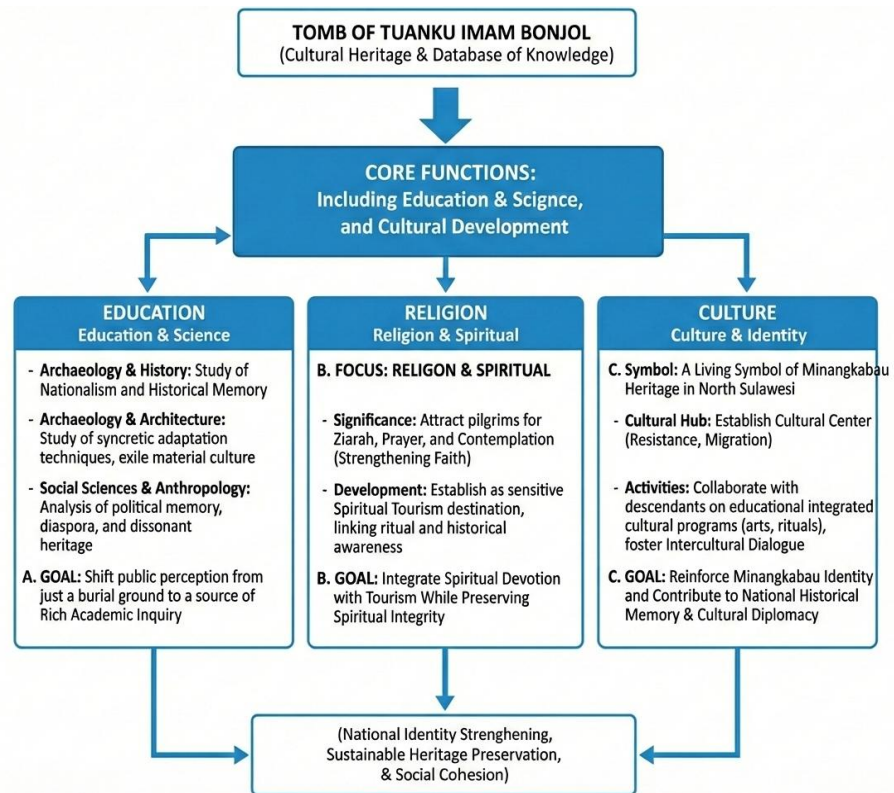 TOMB OF TUANKU IMAM BONJOL
(Cultural Heritage & Database of Knowledge)
CORE FUNCTIONS:
Including Education & Scignce,
and Cultural Development
EDUCATION
Education & Science
- Archaeology & History: Study of
Nationalism and Historical Memory
- Archaeology & Architecture:
Study of syncretic adaptation
techniques, exile material culture
- Social Sciences & Anthropology:
Analysis of political memory,
diaspora, and dissonant
heritage
A. GOAL: Shift public perception from
just a burial ground to a source of
Rich Academic Inquiry
RELIGION
Religion & Spiritual
B. FOCUS: RELIGON & SPIRITUAL
- Significance: Attract pilgrims for
Ziarah, Prayer, and Contemplation
(Strengthening Faith)
- Development: Establish as sensitive
Spiritual Tourism destination,
linking ritual and historical
awareness
B. GOAL: Integrate Spiritual Devotion
with Tourism While Preserving
Spiritual Integrity
CULTURE
Culture & Identity
C. Symbol: A Living Symbol of Minangkabau
Heritage in North Sulawesi
- Cultural Hub: Establish Cultural Center
(Resistance, Migration)
- Activities: Collaborate with
descendants on educational integrated
cultural programs (arts, rituals),
foster Intercultural Dialogue
C. GOAL: Reinforce Minangkabau Identity
and Contribute to National Historical
Memory & Cultural Diplomacy
(National Identity Strenghening,
Sustainable Heritage Preservation,
& Social Cohesion)